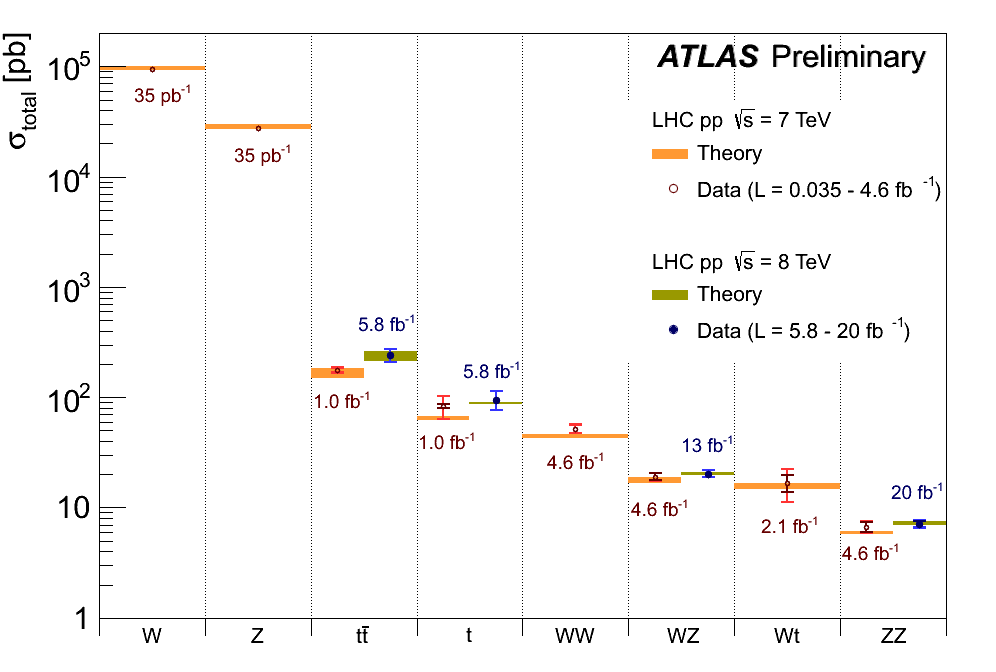 σtotal [pb]
ATLAS Preliminary
LHC pp √s = 7 TeV
Theory
Data (L = 0.035 - 4.6 fb⁻¹)
LHC pp √s = 8 TeV
Theory
Data (L = 5.8 - 20 fb⁻¹)
10⁵
10⁴
10³
10²
10
1
35 pb⁻¹
35 pb⁻¹
5.8 fb⁻¹
1.0 fb⁻¹
5.8 fb⁻¹
1.0 fb⁻¹
4.6 fb⁻¹
13 fb⁻¹
4.6 fb⁻¹
2.1 fb⁻¹
20 fb⁻¹
4.6 fb⁻¹
W Z tt̄ t WW WZ Wt ZZ